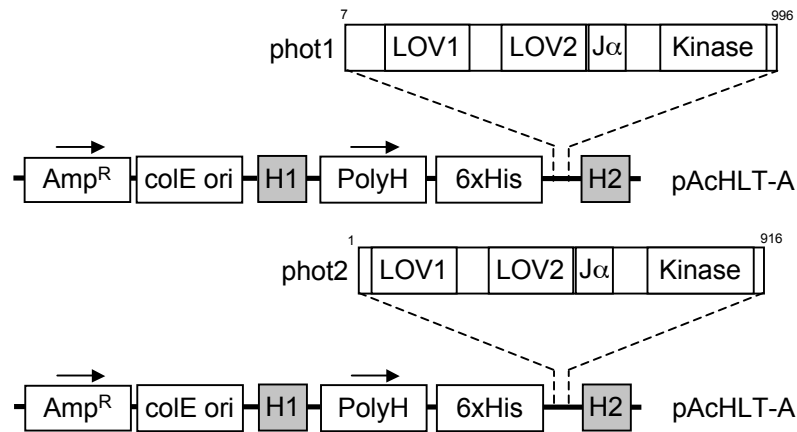 7 996
phot1 LOV1 LOV2 Jα Kinase
Amp^R colE ori H1 PolyH 6xHis H2 pAcHLT-A
1 916
phot2 LOV1 LOV2 Jα Kinase
Amp^R colE ori H1 PolyH 6xHis H2 pAcHLT-A